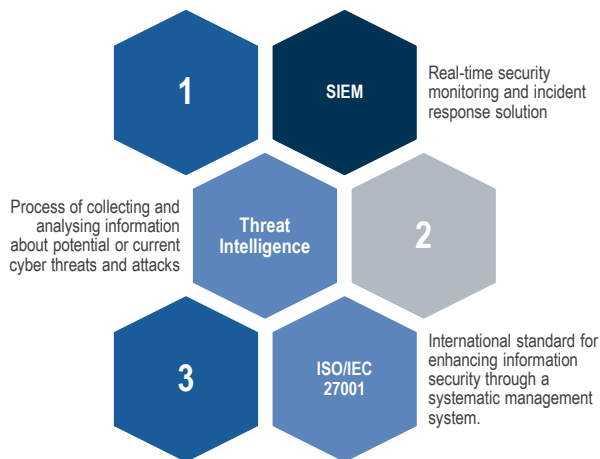 1
SIEM
Real-time security
monitoring and incident
response solution
Process of collecting and
analysing information
about potential or current
cyber threats and attacks
Threat
Intelligence
2
3
ISO/IEC
27001
International standard for
enhancing information
security through a
systematic management
system.